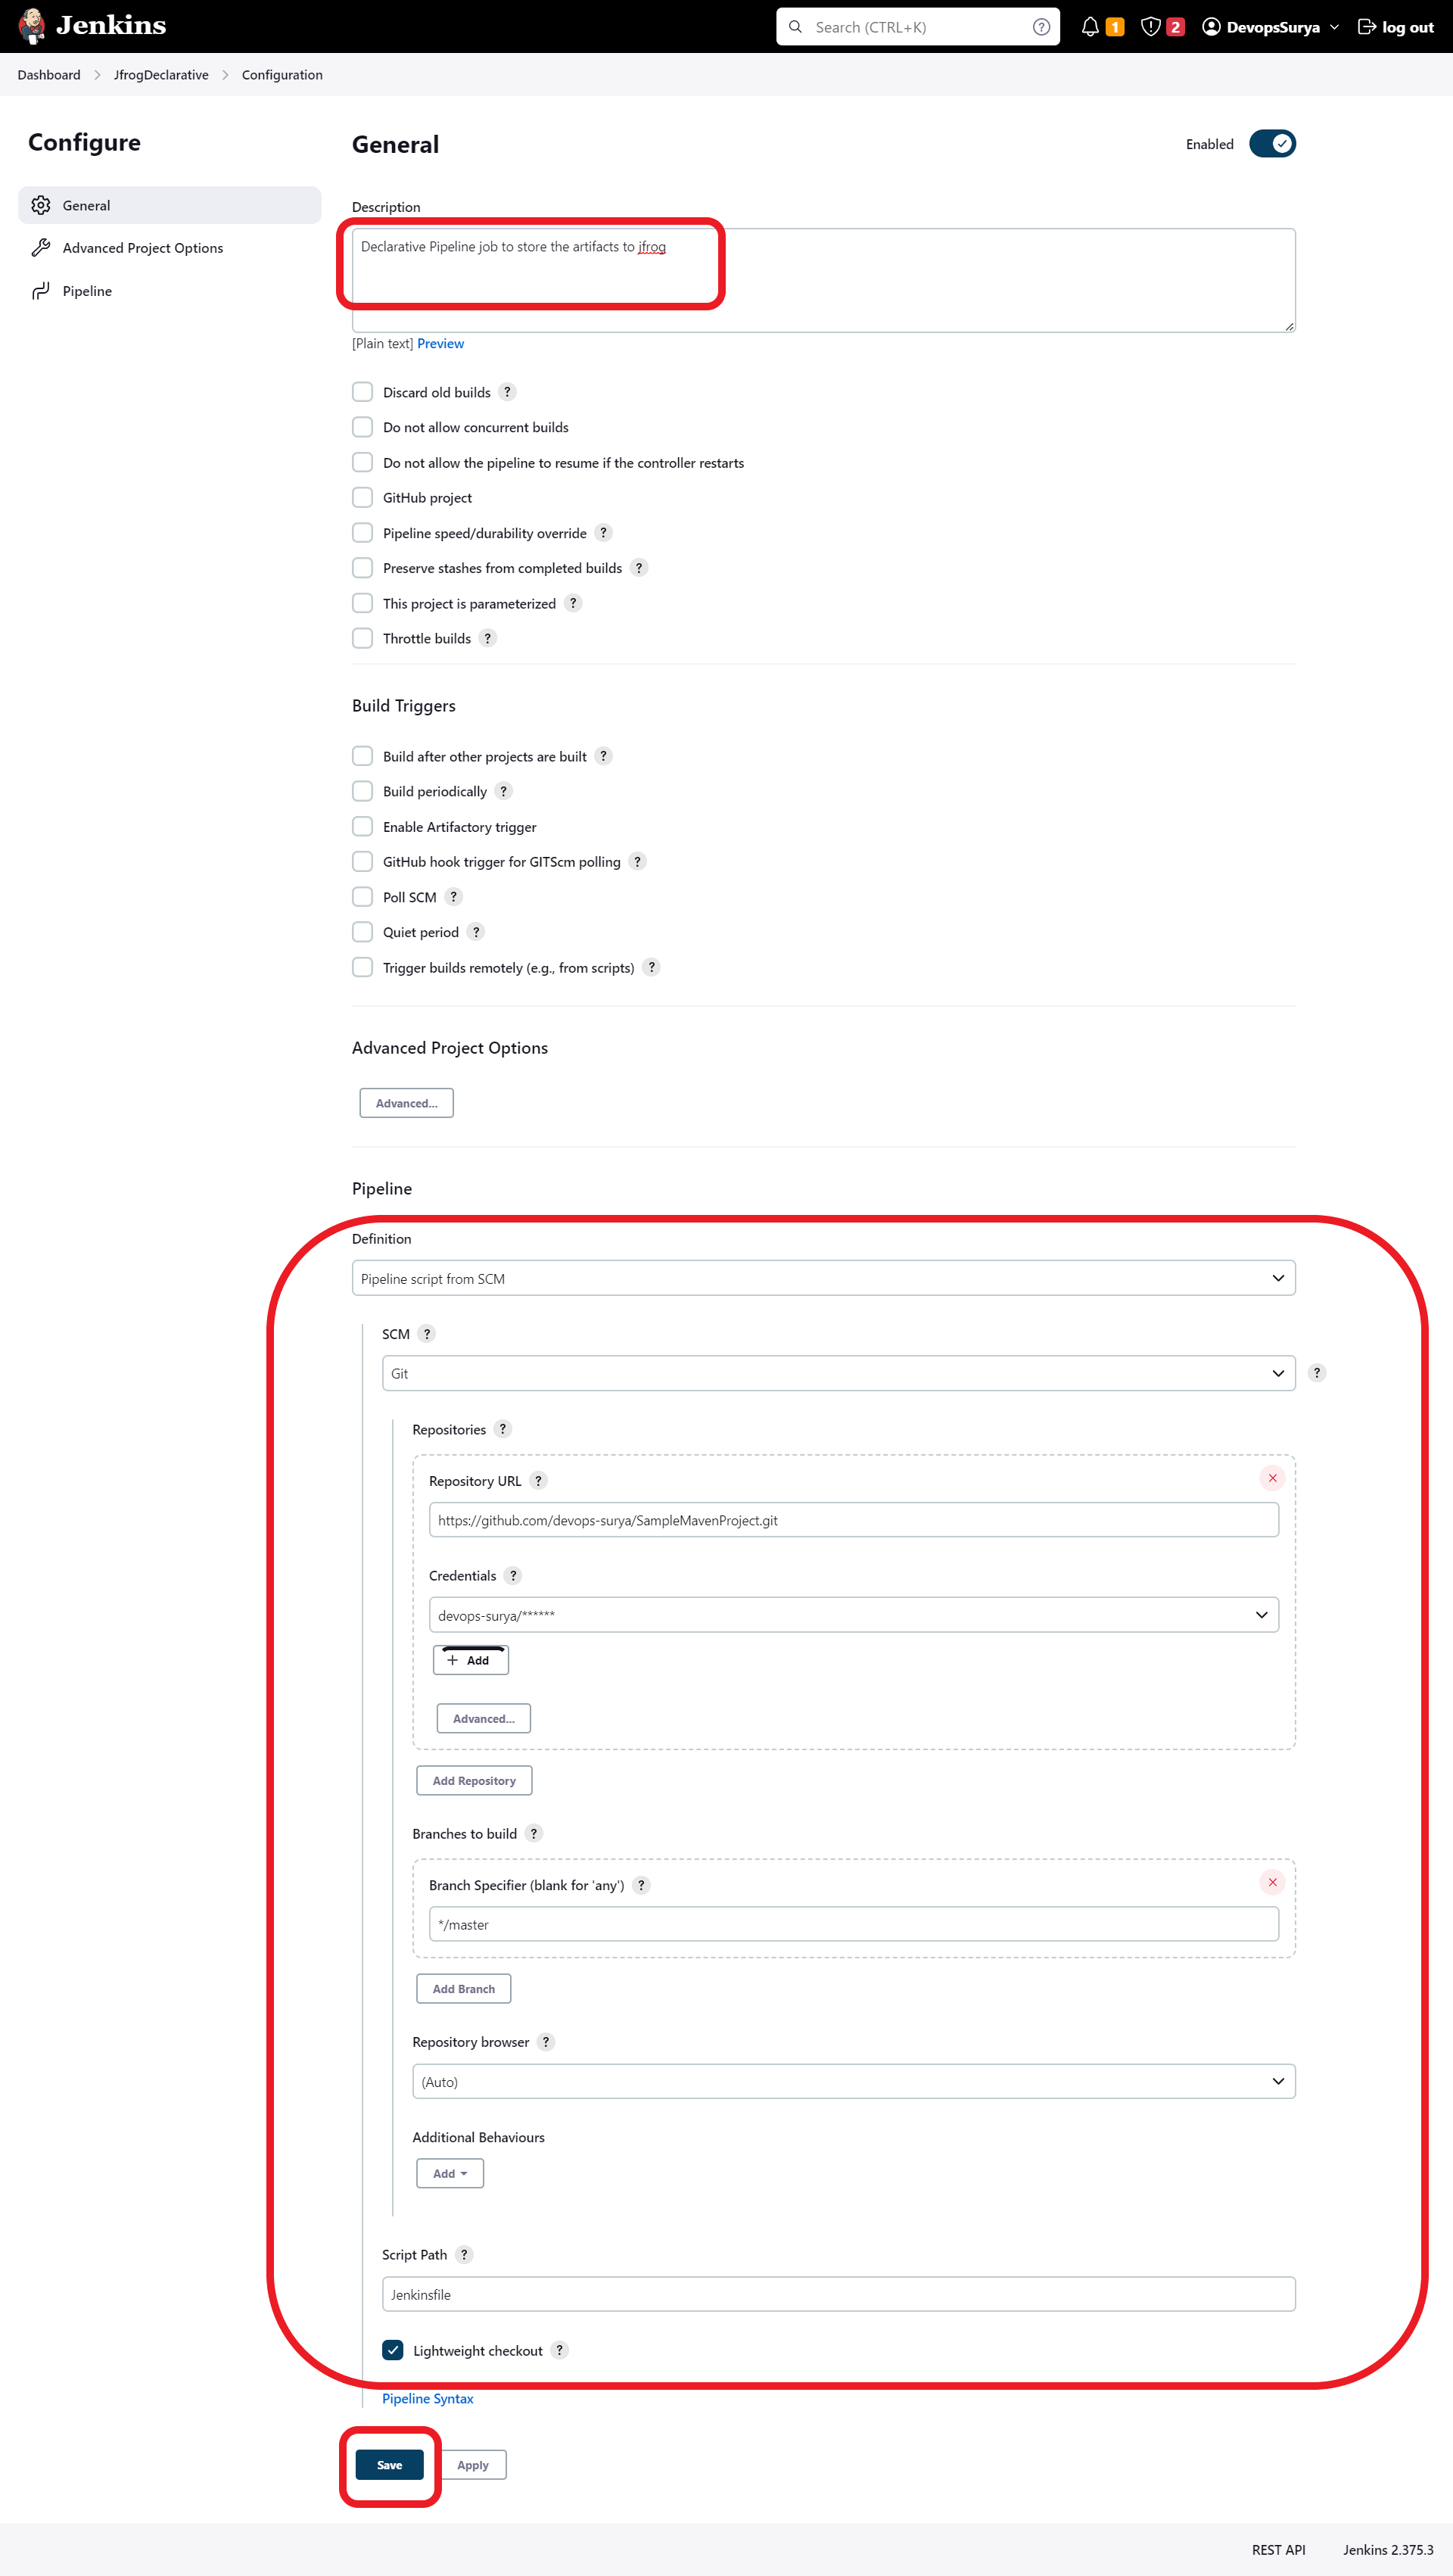 Jenkins
Search (CTRL+K)
?
1
2
DevopsSurya
log out
Dashboard
JfrogDeclarative
Configuration
Configure
General
Advanced Project Options
Pipeline
General
Enabled
Description
Declarative Pipeline job to store the artifacts to jfrog
[Plain text] Preview
Discard old builds ?
Do not allow concurrent builds
Do not allow the pipeline to resume if the controller restarts
GitHub project
Pipeline speed/durability override ?
Preserve stashes from completed builds ?
This project is parameterized ?
Throttle builds ?
Build Triggers
Build after other projects are built ?
Build periodically ?
Enable Artifactory trigger
GitHub hook trigger for GITScm polling ?
Poll SCM ?
Quiet period ?
Trigger builds remotely (e.g., from scripts) ?
Advanced Project Options
Advanced...
Pipeline
Definition
Pipeline script from SCM
SCM ?
Git
?
Repositories ?
Repository URL ?
https://github.com/devops-surya/SampleMavenProject.git
Credentials ?
devops-surya/******
+ Add
Advanced...
Add Repository
Branches to build ?
Branch Specifier (blank for 'any') ?
*/master
Add Branch
Repository browser ?
(Auto)
Additional Behaviours
Add
Script Path ?
Jenkinsfile
Lightweight checkout ?
Pipeline Syntax
Save
Apply
REST API
Jenkins 2.375.3